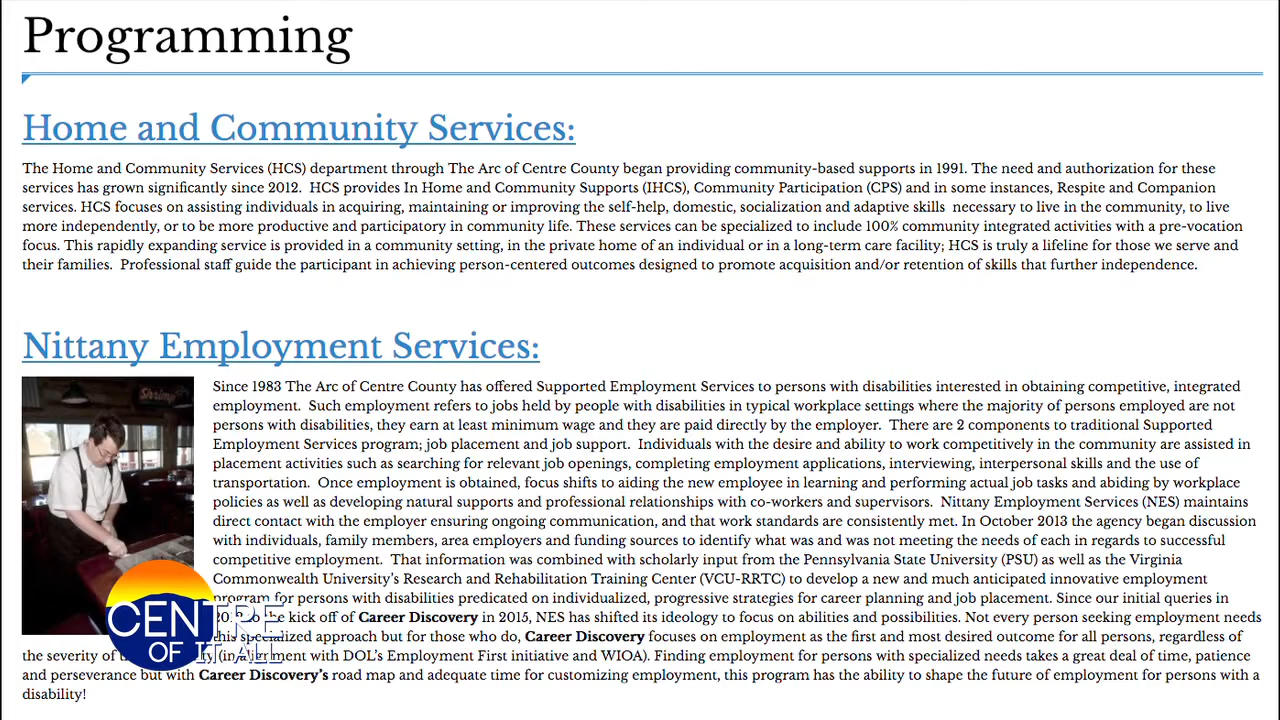 Programming
Home and Community Services:
The Home and Community Services (HCS) department through The Arc of Centre County began providing community-based supports in 1991. The need and authorization for these
services has grown significantly since 2012. HCS provides In Home and Community Supports (IHCS), Community Participation (CPS) and in some instances, Respite and Companion
services. HCS focuses on assisting individuals in acquiring, maintaining or improving the self-help, domestic, socialization and adaptive skills necessary to live in the community, to live
more independently, or to be more productive and participatory in community life. These services can be specialized to include 100% community integrated activities with a pre-vocation
focus. This rapidly expanding service is provided in a community setting, in the private home of an individual or in a long-term care facility; HCS is truly a lifeline for those we serve and
their families. Professional staff guide the participant in achieving person-centered outcomes designed to promote acquisition and/or retention of skills that further independence.
Nittany Employment Services:
Shrimp
Since 1983 The Arc of Centre County has offered Supported Employment Services to persons with disabilities interested in obtaining competitive, integrated
employment. Such employment refers to jobs held by people with disabilities in typical workplace settings where the majority of persons employed are not
persons with disabilities, they earn at least minimum wage and they are paid directly by the employer. There are 2 components to traditional Supported
Employment Services program; job placement and job support. Individuals with the desire and ability to work competitively in the community are assisted in
placement activities such as searching for relevant job openings, completing employment applications, interviewing, interpersonal skills and the use of
transportation. Once employment is obtained, focus shifts to aiding the new employee in learning and performing actual job tasks and abiding by workplace
policies as well as developing natural supports and professional relationships with co-workers and supervisors. Nittany Employment Services (NES) maintains
direct contact with the employer ensuring ongoing communication, and that work standards are consistently met. In October 2013 the agency began discussion
with individuals, family members, area employers and funding sources to identify what was and was not meeting the needs of each in regards to successful
competitive employment. That information was combined with scholarly input from the Pennsylvania State University (PSU) as well as the Virginia
Commonwealth University's Research and Rehabilitation Training Center (VCU-RRTC) to develop a new and much anticipated innovative employment
program for persons with disabilities predicated on individualized, progressive strategies for career planning and job placement. Since our initial queries in
kick off of Career Discovery in 2015, NES has shifted its ideology to focus on abilities and possibilities. Not every person seeking employment needs
this specialized approach but for those who do, Career Discovery focuses on employment as the first and most desired outcome for all persons, regardless of
the severity of (in alignment with DOL's Employment First initiative and WIOA). Finding employment for persons with specialized needs takes a great deal of time, patience
and perseverance but with Career Discovery's road map and adequate time for customizing employment, this program has the ability to shape the future of employment for persons with a
disability!
CENTRE
OF IT ALL